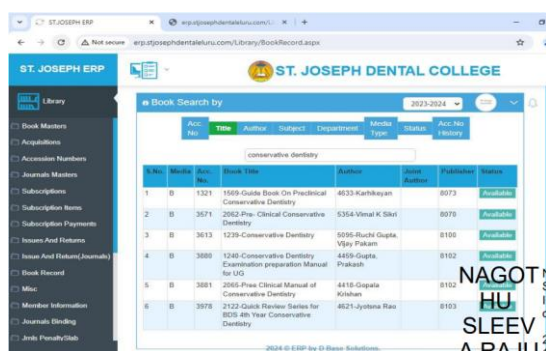 ST.JOSEPH ERP
erp.stjosephdentaleluru.com/Li
Not secure erp.stjosephdentaleluru.com/Library/BookRecord.aspx
ST. JOSEPH ERP
ST. JOSEPH DENTAL COLLEGE
Library
Book Masters
Acquisitions
Accession Numbers
Journals Masters
Subscriptions
Subscription Items
Subscription Payments
Issues And Returns
Issue And Return(Journals)
Book Record
Misc
Member Information
Journals Binding
Jrnls PenaltySlab
Book Search by
2023-2024
Acc. No Title Author Subject Department Media Type Status Acc.No History
conservative dentistry
S.No. Media Acc. No. Book Title Author Joint Author Publisher Status
1 B 1321 1569-Guide Book On Preclinical Conservative Dentistry 4633-Karhikeyan 8073 Available
2 B 3571 2062-Pre- Clinical Conservative Dentistry 5354-Vimal K Sikri 8070 Available
3 B 3613 1239-Conservative Dentistry 5095-Ruchi Gupta, Vijey Pakam 8100 Available
4 B 3880 1240-Conservative Dentistry Examination preparation Manual for UG 4459-Gupta, Prakash 8102 Available
5 B 3881 2065-Pree Clinical Manual of Conservative Dentistry 4418-Gopala Krishan 8102
6 B 3978 2122-Quick Review Series for BDS 4th Year Conservative Dentistry 4621-Jyotsna Rao 8103
2024 © ERP by D Base Solutions.
NAGOT
HU
SLEEV
A RAJU